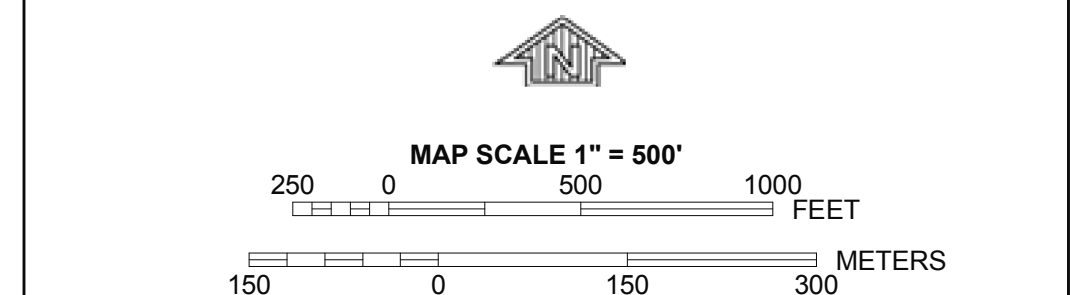 N
MAP SCALE 1" = 500'
250 0 500 1000
FEET
METERS
150 0 150 300